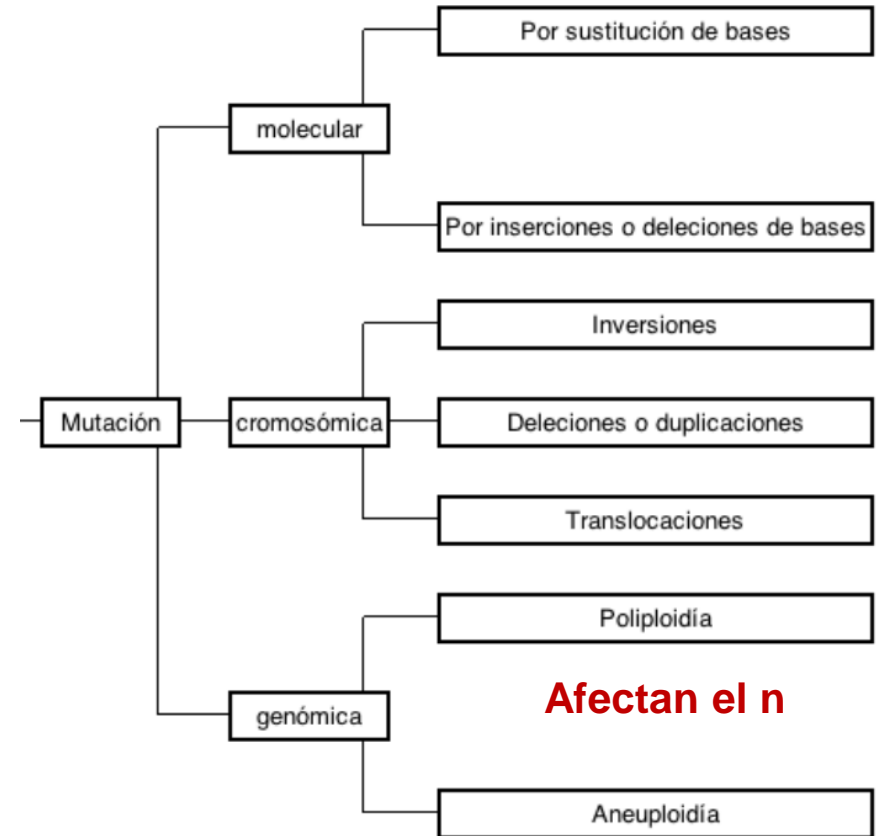 Por sustitución de bases
molecular
Por inserciones o deleciones de bases
Inversiones
Mutación
cromosómica
Deleciones o duplicaciones
Translocaciones
Poliploidía
Afectan el n
genómica
Aneuploidía